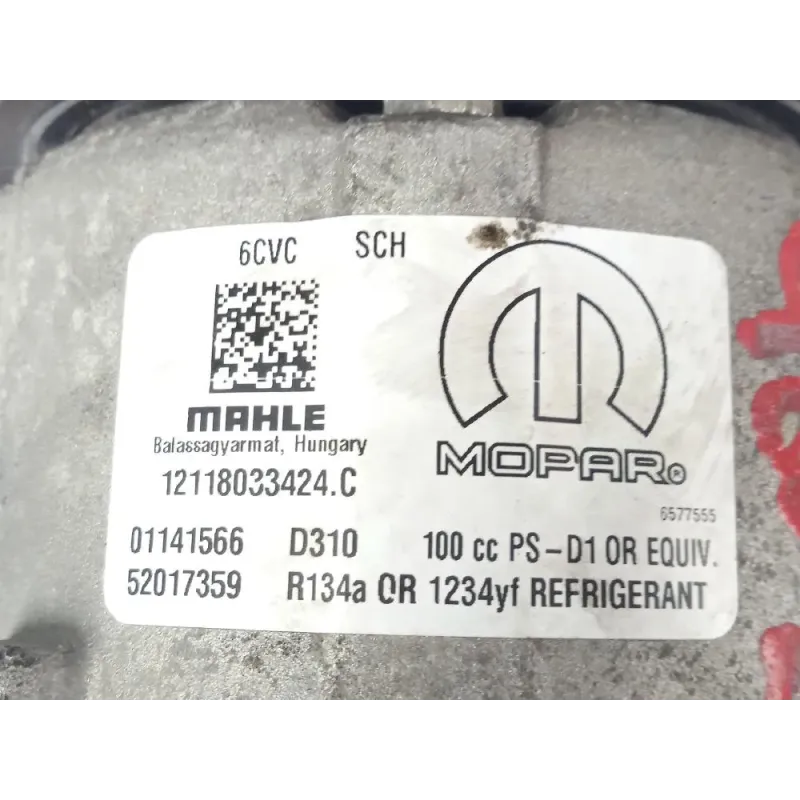 6CVC SCH
MAHLE
Balassagyarmat, Hungary
12118033424.C
MOPAR®
6577555
01141566 D310 100 cc PS-D1 OR EQUIV.
52017359 R134a OR 1234yf REFRIGERANT